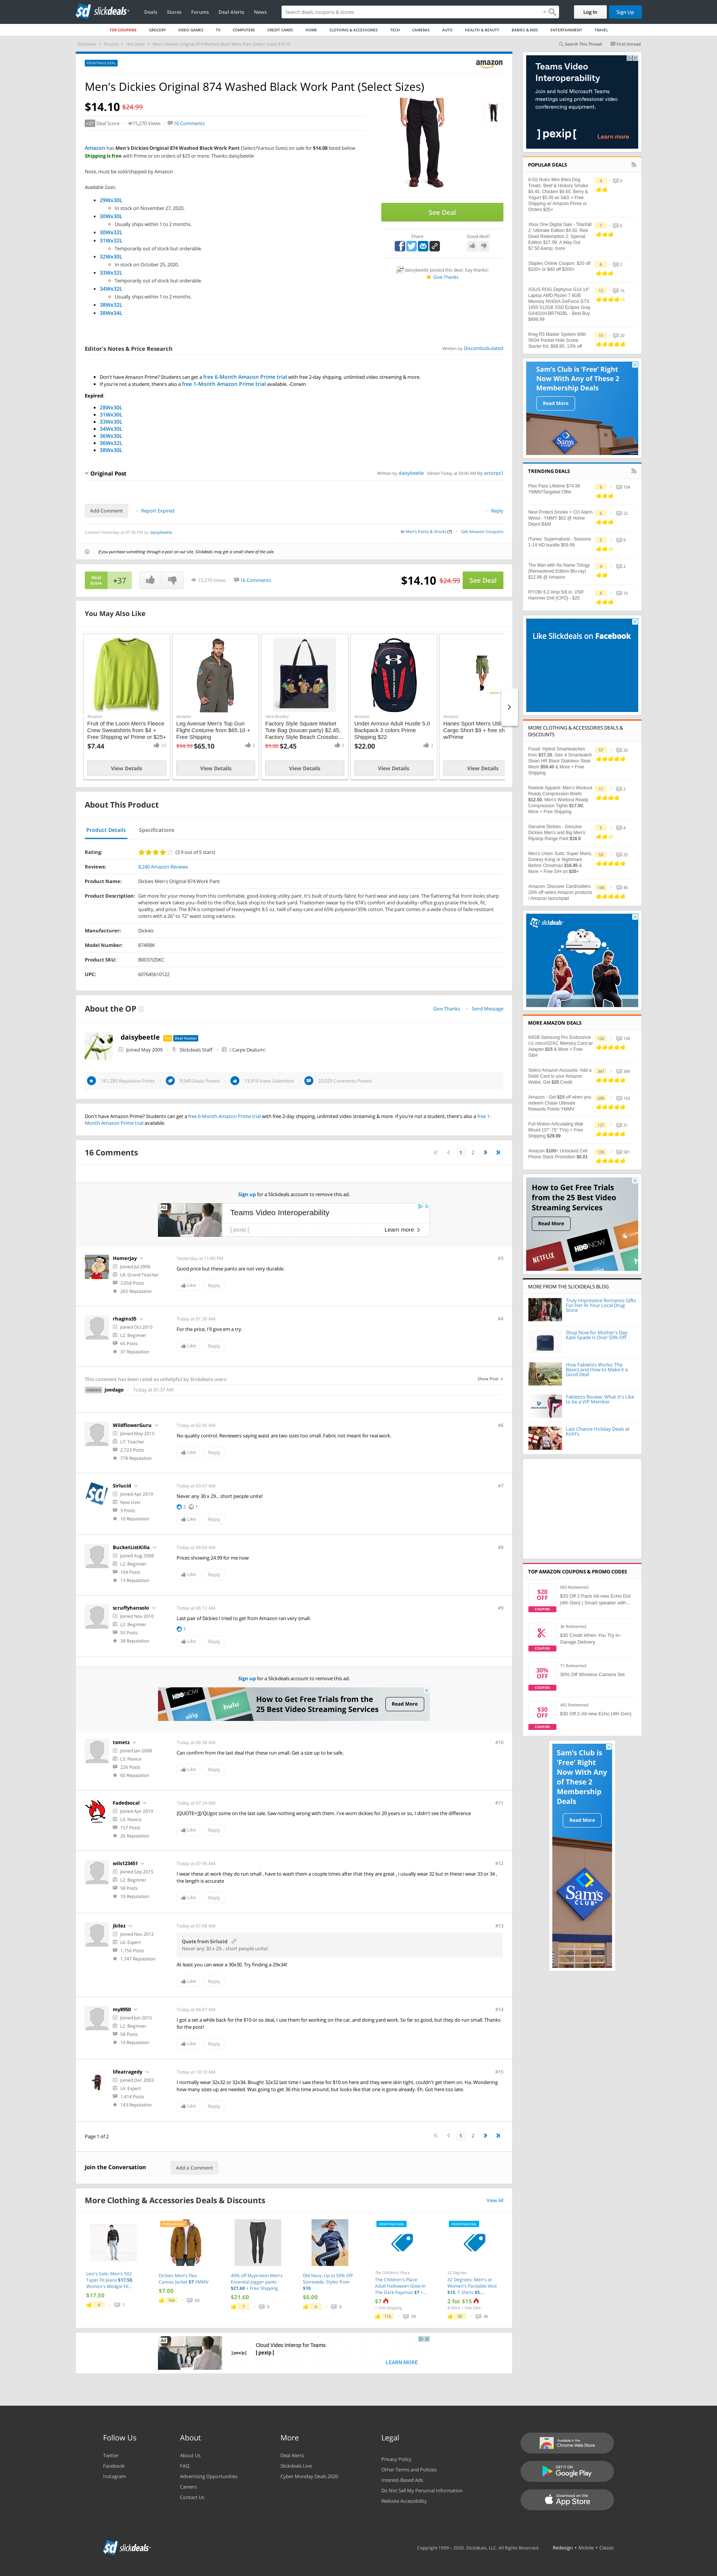 slickdeals
Deals
Stores
Forums
Deal Alerts
News
Search deals, coupons & stores
Log In
Sign Up
TOP COUPONS
GROCERY
VIDEO GAMES
TV
COMPUTERS
CREDIT CARDS
HOME
CLOTHING & ACCESSORIES
TECH
CAMERAS
AUTO
HEALTH & BEAUTY
BABIES & KIDS
ENTERTAINMENT
TRAVEL
Search This Thread
First Unread
FRONTPAGE DEAL
amazon
Men's Dickies Original 874 Washed Black Work Pant (Select Sizes)
$14.10 $24.99
+37 Deal Score
15,270 Views
16 Comments
Amazon has Men's Dickies Original 874 Washed Black Work Pant (Select/Various Sizes) on sale for $14.08 listed below.
Shipping is free with Prime or on orders of $25 or more. Thanks daisybeetle
Note, must be sold/shipped by Amazon
Available Sizes:
29Wx30L
In stock on November 27, 2020.
30Wx30L
Usually ships within 1 to 2 months.
30Wx32L
31Wx32L
Temporarily out of stock but orderable.
32Wx30L
In stock on October 25, 2020.
33Wx32L
Temporarily out of stock but orderable.
34Wx32L
Usually ships within 1 to 2 months.
38Wx32L
38Wx34L
See Deal
Share
Good deal?
daisybeetle posted this deal. Say thanks!
Give Thanks
Editor's Notes & Price Research
Written by Discombobulated
Don't have Amazon Prime? Students can get a free 6-Month Amazon Prime trial with free 2-day shipping, unlimited video streaming & more.
If you're not a student, there's also a free 1-Month Amazon Prime trial available. -Corwin
Expired:
28Wx30L
31Wx30L
33Wx30L
34Wx30L
36Wx30L
36Wx32L
38Wx30L
Original Post
Written by daisybeetle
Edited Today at 03:00 AM by actorps1
Add Comment
Report Expired
Reply
Created Yesterday at 07:36 PM by daisybeetle
in Men's Pants & Shorts (7)
Get Amazon Coupons
If you purchase something through a post on our site, Slickdeals may get a small share of the sale.
Deal Score
+37
15,270 Views
16 Comments
$14.10 $24.99
See Deal
You May Also Like
Amazon
Fruit of the Loom Men's Fleece Crew Sweatshirts from $4 + Free Shipping w/ Prime or $25+
$7.44
View Details
Amazon
Leg Avenue Men's Top Gun Flight Costume from $65.10 + Free Shipping
$94.99 $65.10
View Details
Vera Bradley
Factory Style Square Market Tote Bag (toucan party) $2.45, Factory Style Beach Crossbo...
$9.00 $2.45
View Details
Amazon
Under Armour Adult Hustle 5.0 Backpack 3 colors Prime Shipping $22
$22.00
View Details
Amazon
Hanes Sport Men's Utili
Cargo Short $9 + free sh
w/Prime
View Details
About This Product
Product Details
Specifications
Rating:
(3.9 out of 5 stars)
Reviews:
8,240 Amazon Reviews
Product Name:
Dickies Men's Original 874 Work Pant
Product Description:
Get more for your money than this comfortable, good-looking utility pant. It's built of sturdy fabric for hard wear and easy care. The flattering flat front looks sharp wherever work takes you--to field, the office, back to the shop floor, the road, home, or back to the work yard. Tradesmen swear by the 874's comfort and durability - office guys praise the look, fit, quality, and price. The 874 is comprised of Heavyweight 8.5 oz. twill of easy-care and 65% polyester/35% cotton. The pant comes in a wide choice of fade-resistant colors with 26" to 72" waist sizing variance.
Manufacturer:
Dickies
Model Number:
874RBK
Product SKU:
B0037IZ0KC
UPC:
607645610122
About the OP
Give Thanks
Send Message
daisybeetle
Deal Hunter
Joined May 2009
Slickdeals Staff
I Carpe Dealum!
161,285 Reputation Points
9,549 Deals Posted
13,914 Votes Submitted
23,029 Comments Posted
Don't have Amazon Prime? Students can get a free 6-Month Amazon Prime trial with free 2-day shipping, unlimited video streaming & more. If you're not a student, there's also a free 1-Month Amazon Prime trial available.
16 Comments
1 2
Sign up for a Slickdeals account to remove this ad.
Teams Video Interoperability
]pexip[
Learn more
Homerjay
Joined Jul 2006
L8: Grand Teacher
3,056 Posts
265 Reputation
Yesterday at 11:00 PM
#3
Good price but these pants are not very durable.
Like
Reply
rhagins35
Joined Oct 2015
L2: Beginner
65 Posts
37 Reputation
Today at 01:30 AM
#4
For the price, I'll give em a try.
Like
Reply
This comment has been rated as unhelpful by Slickdeals users
Show Post
HIDDEN
joedago
Today at 01:37 AM
WildflowerGuru
Joined May 2015
L7: Teacher
2,723 Posts
778 Reputation
Today at 02:45 AM
#6
No quality control. Reviewers saying waist are two sizes too small. Fabric not meant for real work.
Like
Reply
Sirlucid
Joined Apr 2019
New User
3 Posts
10 Reputation
Today at 03:47 AM
#7
Never any 30 x 29... short people unite!
2 1
Like
Reply
BucketListKilla
Joined Aug 2008
L2: Beginner
104 Posts
13 Reputation
Today at 06:04 AM
#8
Prices showing 24.99 for me now
Like
Reply
scruffyhansolo
Joined Nov 2010
L2: Beginner
93 Posts
38 Reputation
Today at 06:13 AM
#9
Last pair of Dickies I tried to get from Amazon ran very small.
1
Like
Reply
Sign up for a Slickdeals account to remove this ad.
How to Get Free Trials from the
25 Best Video Streaming Services
Read More
tsmetz
Joined Jan 2008
L3: Novice
226 Posts
60 Reputation
Today at 06:38 AM
#10
Can confirm from the last deal that these run small. Get a size up to be safe.
Like
Reply
Fadedsocal
Joined Apr 2019
L3: Novice
157 Posts
26 Reputation
Today at 07:34 AM
#11
[QUOTE=;]I[/QU]got some on the last sale. Saw nothing wrong with them. I've worn dickies for 20 years or so, I didn't see the difference
Like
Reply
wils123451
Joined Sep 2015
L2: Beginner
58 Posts
10 Reputation
Today at 07:36 AM
#12
I wear these at work they do run small , have to wash them a couple times after that they are great , i usually wear 32 but in these i wear 33 or 34 , the length is accurate
Like
Reply
jkilez
Joined Nov 2012
L6: Expert
1,756 Posts
1,747 Reputation
Today at 07:48 AM
#13
Quote from Sirlucid
Never any 30 x 29... short people unite!
At least you can wear a 30x30. Try finding a 29x34!
Like
Reply
my8950
Joined Jun 2015
L2: Beginner
58 Posts
10 Reputation
Today at 08:47 AM
#14
I got a set a while back for the $10 or so deal, I use them for working on the car, and doing yard work. So far so good, but they do run small. Thanks for the post!
Like
Reply
lifeatragedy
Joined Dec 2003
L6: Expert
1,414 Posts
143 Reputation
Today at 10:19 AM
#15
I normally wear 32x32 or 32x34. Bought 32x32 last time I saw these for $10 on here and they were skin tight, couldn't get them on. Ha. Wondering how many sizes up are needed. Was going to get 36 this time around, but looks like that one is gone already. Eh. Got here too late.
Like
Reply
Page 1 of 2
1 2
Join the Conversation
Add a Comment
More Clothing & Accessories Deals & Discounts
View All
Levi's Sale: Men's 502 Taper Fit Jeans $17.50, Women's Wedgie Fit...
$17.50
Dickies Men's Flex Canvas Jacket $7 YMMV
$7.00
40% off Myprotein Men's Essential Jogger pants - $21.60 + Free Shipping
$21.60
Old Navy: Up to 50% Off Storewide, Styles from $10
$0.00
The Children's Place
The Children's Place: Adult Halloween Glow In The Dark Pajamas $7 +...
$7
+ Free Shipping
32 Degrees
32 Degrees: Men's or Women's Packable Vest $15, T-Shirts $5,...
2 for $15
Cloud Video Interop for Teams
]pexip[
LEARN MORE
Teams Video Interoperability
Join and host Microsoft Teams meetings using professional video conferencing equipment.
]pexip[
Learn more
POPULAR DEALS
6-Oz Nulo Mini Bites Dog Treats: Beef & Hickory Smoke $4.40, Chicken $4.65, Berry & Yogurt $5.05 w/ S&S + Free Shipping w/ Amazon Prime or Orders $25+
Xbox One Digital Sale - Titanfall 2: Ultimate Edition $4.50, Red Dead Redemption 2: Special Edition $27.99, A Way Out $7.50 &amp; more
Staples Online Coupon: $20 off $100+ or $40 off $200+
ASUS ROG Zephyrus G14 14" Laptop AMD Ryzen 7 8GB Memory NVIDIA GeForce GTX 1650 512GB SSD Eclipse Gray GA401IH-BR7N2BL - Best Buy $899.99
Kreg R3 Master System With SK04 Pocket Hole Screw Starter Kit, $68.95, 13% off
Sam's Club is 'Free' Right Now With Any of These 2 Membership Deals
Read More
TRENDING DEALS
Plex Pass Lifetime $74.99. YMMV/Targeted Offer
Nest Protect Smoke + CO Alarm Wired - YMMY $62 @ Home Depot B&M
iTunes: Supernatural - Seasons 1-14 HD bundle $59.99
The Man with No Name Trilogy (Remastered Edition Blu-ray) $12.99 @ Amazon
RYOBI 6.2 Amp 5/8 in. VSR Hammer Drill (CPO) - $25
Like Slickdeals on Facebook
MORE CLOTHING & ACCESSORIES DEALS & DISCOUNTS
Fossil: Hybrid Smartwatches from $37.20, Gen 4 Smartwatch Sloan HR Black Stainless Steel Mesh $59.40 & More + Free Shipping
Reebok Apparel: Men's Workout Ready Compression Briefs $12.50, Men's Workout Ready Compression Tights $17.50, More + Free Shipping
Genuine Dickies - Genuine Dickies Men's and Big Men's Ripstop Range Pant $16.5
Men's Union Suits: Super Mario, Donkey Kong or Nightmare Before Christmas $16.85 & More + Free S/H on $35+
Amazon: Discover Cardholders: 25% off select Amazon products / Amazon launchpad
slickdeals
MORE AMAZON DEALS
64GB Samsung Pro Endurance U1 microSDXC Memory Card w/ Adapter $15 & More + Free S&H
Select Amazon Accounts: Add a Debit Card to your Amazon Wallet, Get $25 Credit
Amazon - Get $15 off when you redeem Chase Ultimate Rewards Points YMMV
Full Motion Articulating Wall Mount (37"-75" TVs) + Free Shipping $29.99
Amazon $100+ Unlocked Cell Phone Stack Promotion $0.01
How to Get Free Trials from the 25 Best Video Streaming Services
Read More
NETFLIX
HBO NOW
MORE FROM THE SLICKDEALS BLOG
Truly Impressive Romantic Gifts For Her At Your Local Drug Store
Shop Now for Mother's Day: Kate Spade Is Over 50% Off
How Fabletics Works: The Basics and How to Make it a Good Deal
Fabletics Review: What It's Like to be a VIP Member
Last Chance Holiday Deals at Kohl's
TOP AMAZON COUPONS & PROMO CODES
$20 OFF
COUPON
683 Redeemed
$20 Off 2 Pack All-new Echo Dot (4th Gen) | Smart speaker with...
COUPON
36 Redeemed
$30 Credit When You Try In-Garage Delivery
30% OFF
COUPON
71 Redeemed
30% Off Wireless Camera Set
$30 OFF
COUPON
442 Redeemed
$30 Off 2 All-new Echo (4th Gen)
Sam's Club is 'Free' Right Now With Any of These 2 Membership Deals
Read More
Sam's CLUB
Follow Us
Twitter
Facebook
Instagram
About
About Us
FAQ
Advertising Opportunities
Careers
Contact Us
More
Deal Alerts
Slickdeals Live
Cyber Monday Deals 2020
Legal
Privacy Policy
Other Terms and Policies
Interest-Based Ads
Do Not Sell My Personal Information
Website Accessibility
Available in the Chrome Web Store
GET IT ON Google Play
Download on the App Store
slickdeals
Copyright 1999 - 2020. Slickdeals, LLC. All Rights Reserved.
Redesign • Mobile • Classic